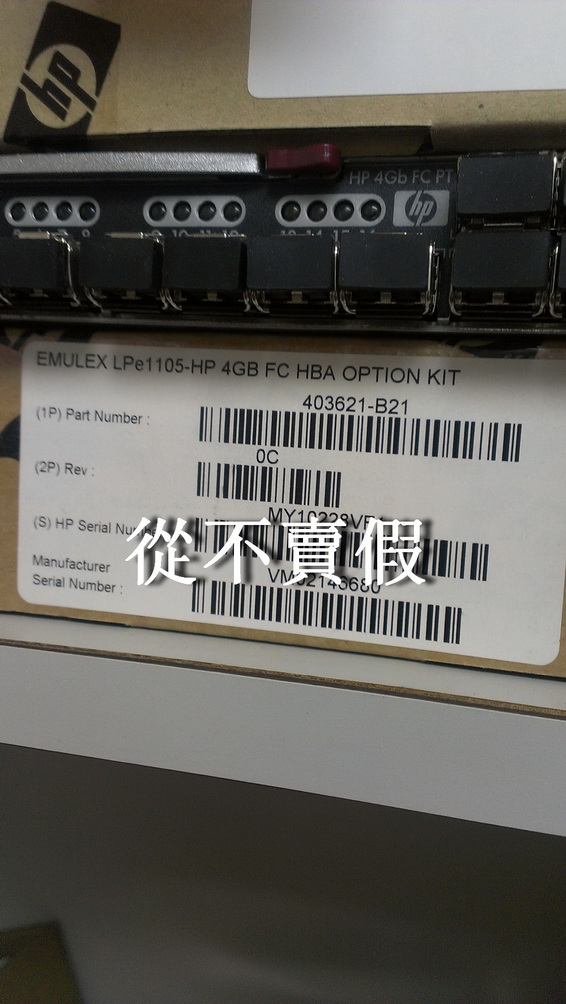 hp
HP 4Gb FC PT
hp
EMULEX LPe1105-HP 4GB FC HBA OPTION KIT
403621-B21
(1P) Part Number :
0C
(2P) Rev :
(S) HP Serial
從不賣假
Manufacturer
Serial Number :